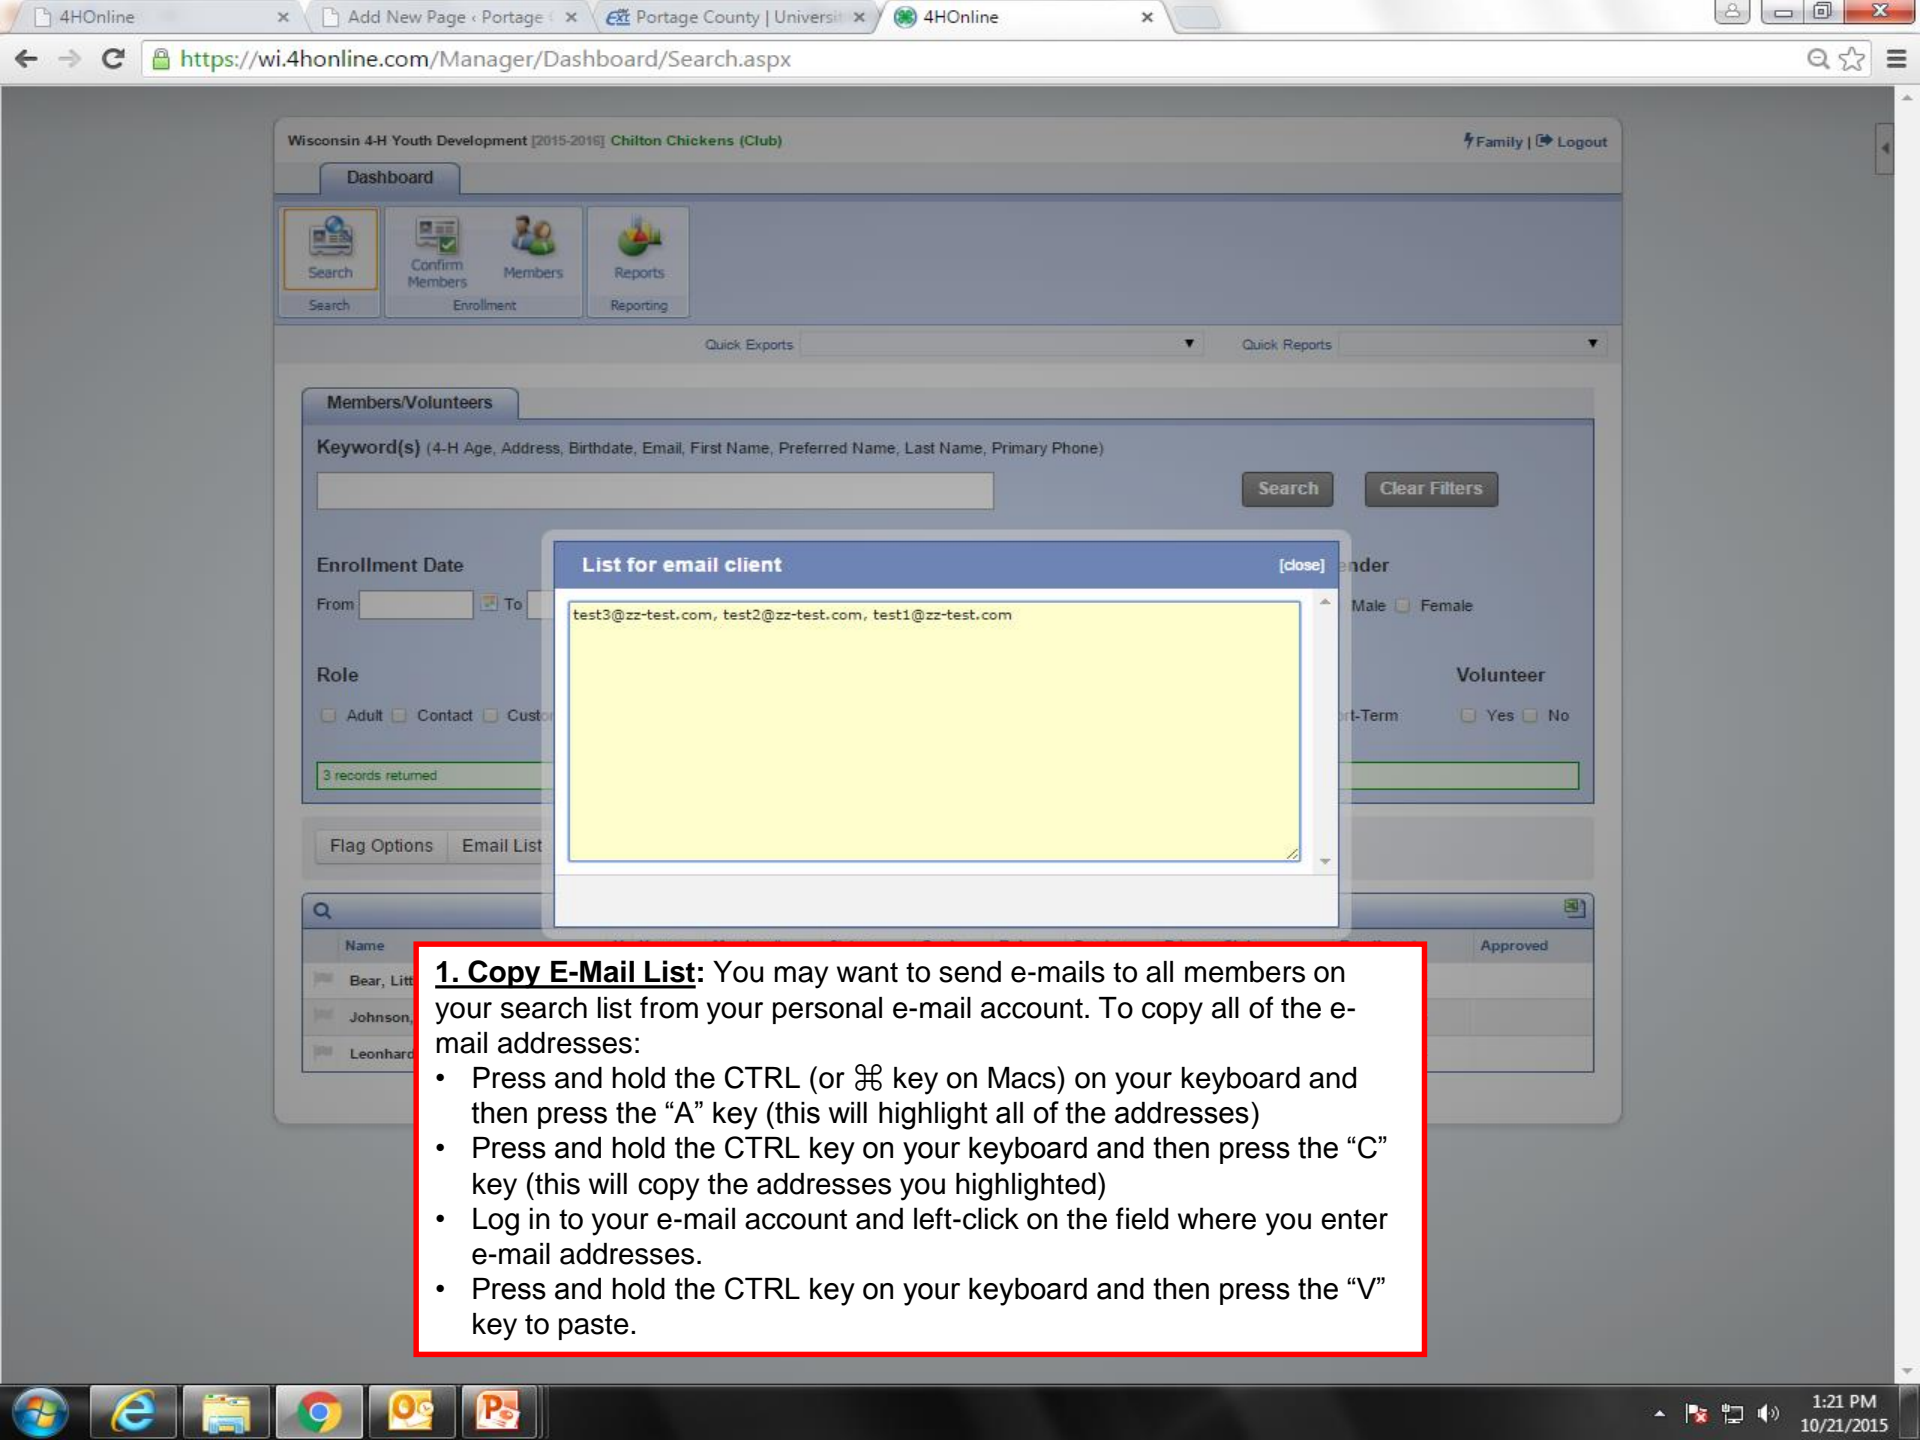 4HOnline
Add New Page ‹ Portage
Portage County | Universit
4HOnline
https://wi.4honline.com/Manager/Dashboard/Search.aspx
Wisconsin 4-H Youth Development [2015-2016] Chilton Chickens (Club)
Family | Logout
Dashboard
Search
Confirm Members
Members
Reports
Search
Enrollment
Reporting
Quick Exports
Quick Reports
Members/Volunteers
Keyword(s) (4-H Age, Address, Birthdate, Email, First Name, Preferred Name, Last Name, Primary Phone)
Search
Clear Filters
Enrollment Date
List for email client
[close]
ender
From
To
test3@zz-test.com, test2@zz-test.com, test1@zz-test.com
Male
Female
Role
Volunteer
Adult
Contact
Custo
rt-Term
Yes
No
3 records returned
Flag Options
Email List
Name
Approved
Bear, Litt
Johnson,
Leonhard
1. Copy E-Mail List: You may want to send e-mails to all members on
your search list from your personal e-mail account. To copy all of the e-
mail addresses:
• Press and hold the CTRL (or ⌘ key on Macs) on your keyboard and
then press the “A” key (this will highlight all of the addresses)
• Press and hold the CTRL key on your keyboard and then press the “C”
key (this will copy the addresses you highlighted)
• Log in to your e-mail account and left-click on the field where you enter
e-mail addresses.
• Press and hold the CTRL key on your keyboard and then press the “V”
key to paste.
1:21 PM
10/21/2015